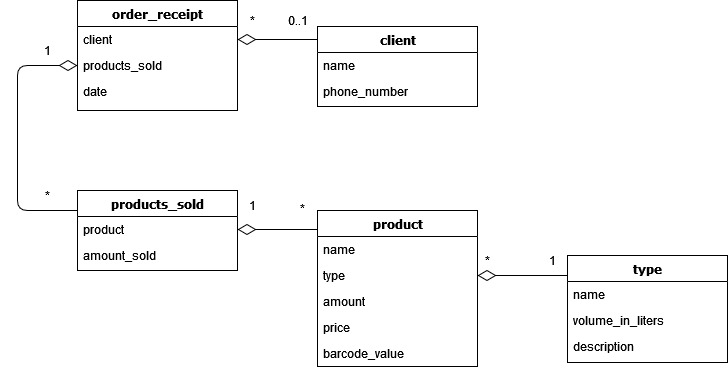 order_receipt
client
products_sold
date
*
0..1
client
name
phone_number
1
*
products_sold
product
amount_sold
1
*
product
name
type
amount
price
barcode_value
*
1
type
name
volume_in_liters
description